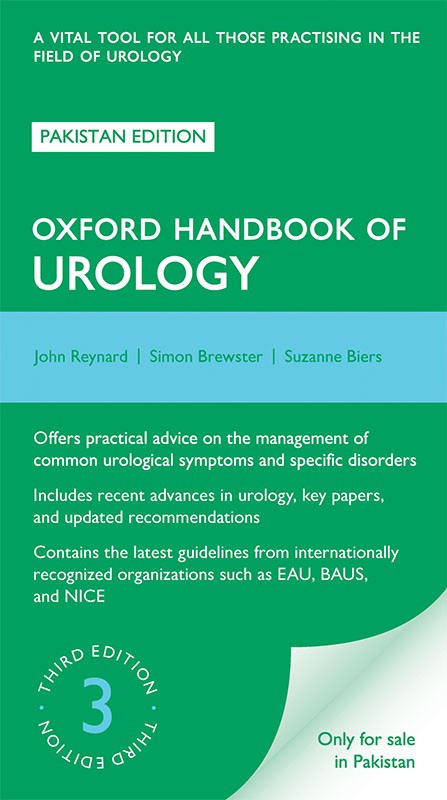 A VITAL TOOL FOR ALL THOSE PRACTISING IN THE
FIELD OF UROLOGY
PAKISTAN EDITION
OXFORD HANDBOOK OF
UROLOGY
John Reynard | Simon Brewster | Suzanne Biers
Offers practical advice on the management of
common urological symptoms and specific disorders
Includes recent advances in urology, key papers,
and updated recommendations
Contains the latest guidelines from internationally
recognized organizations such as EAU, BAUS,
and NICE
· THIRD EDITION · THIRD EDITION
3
Only for sale
in Pakistan